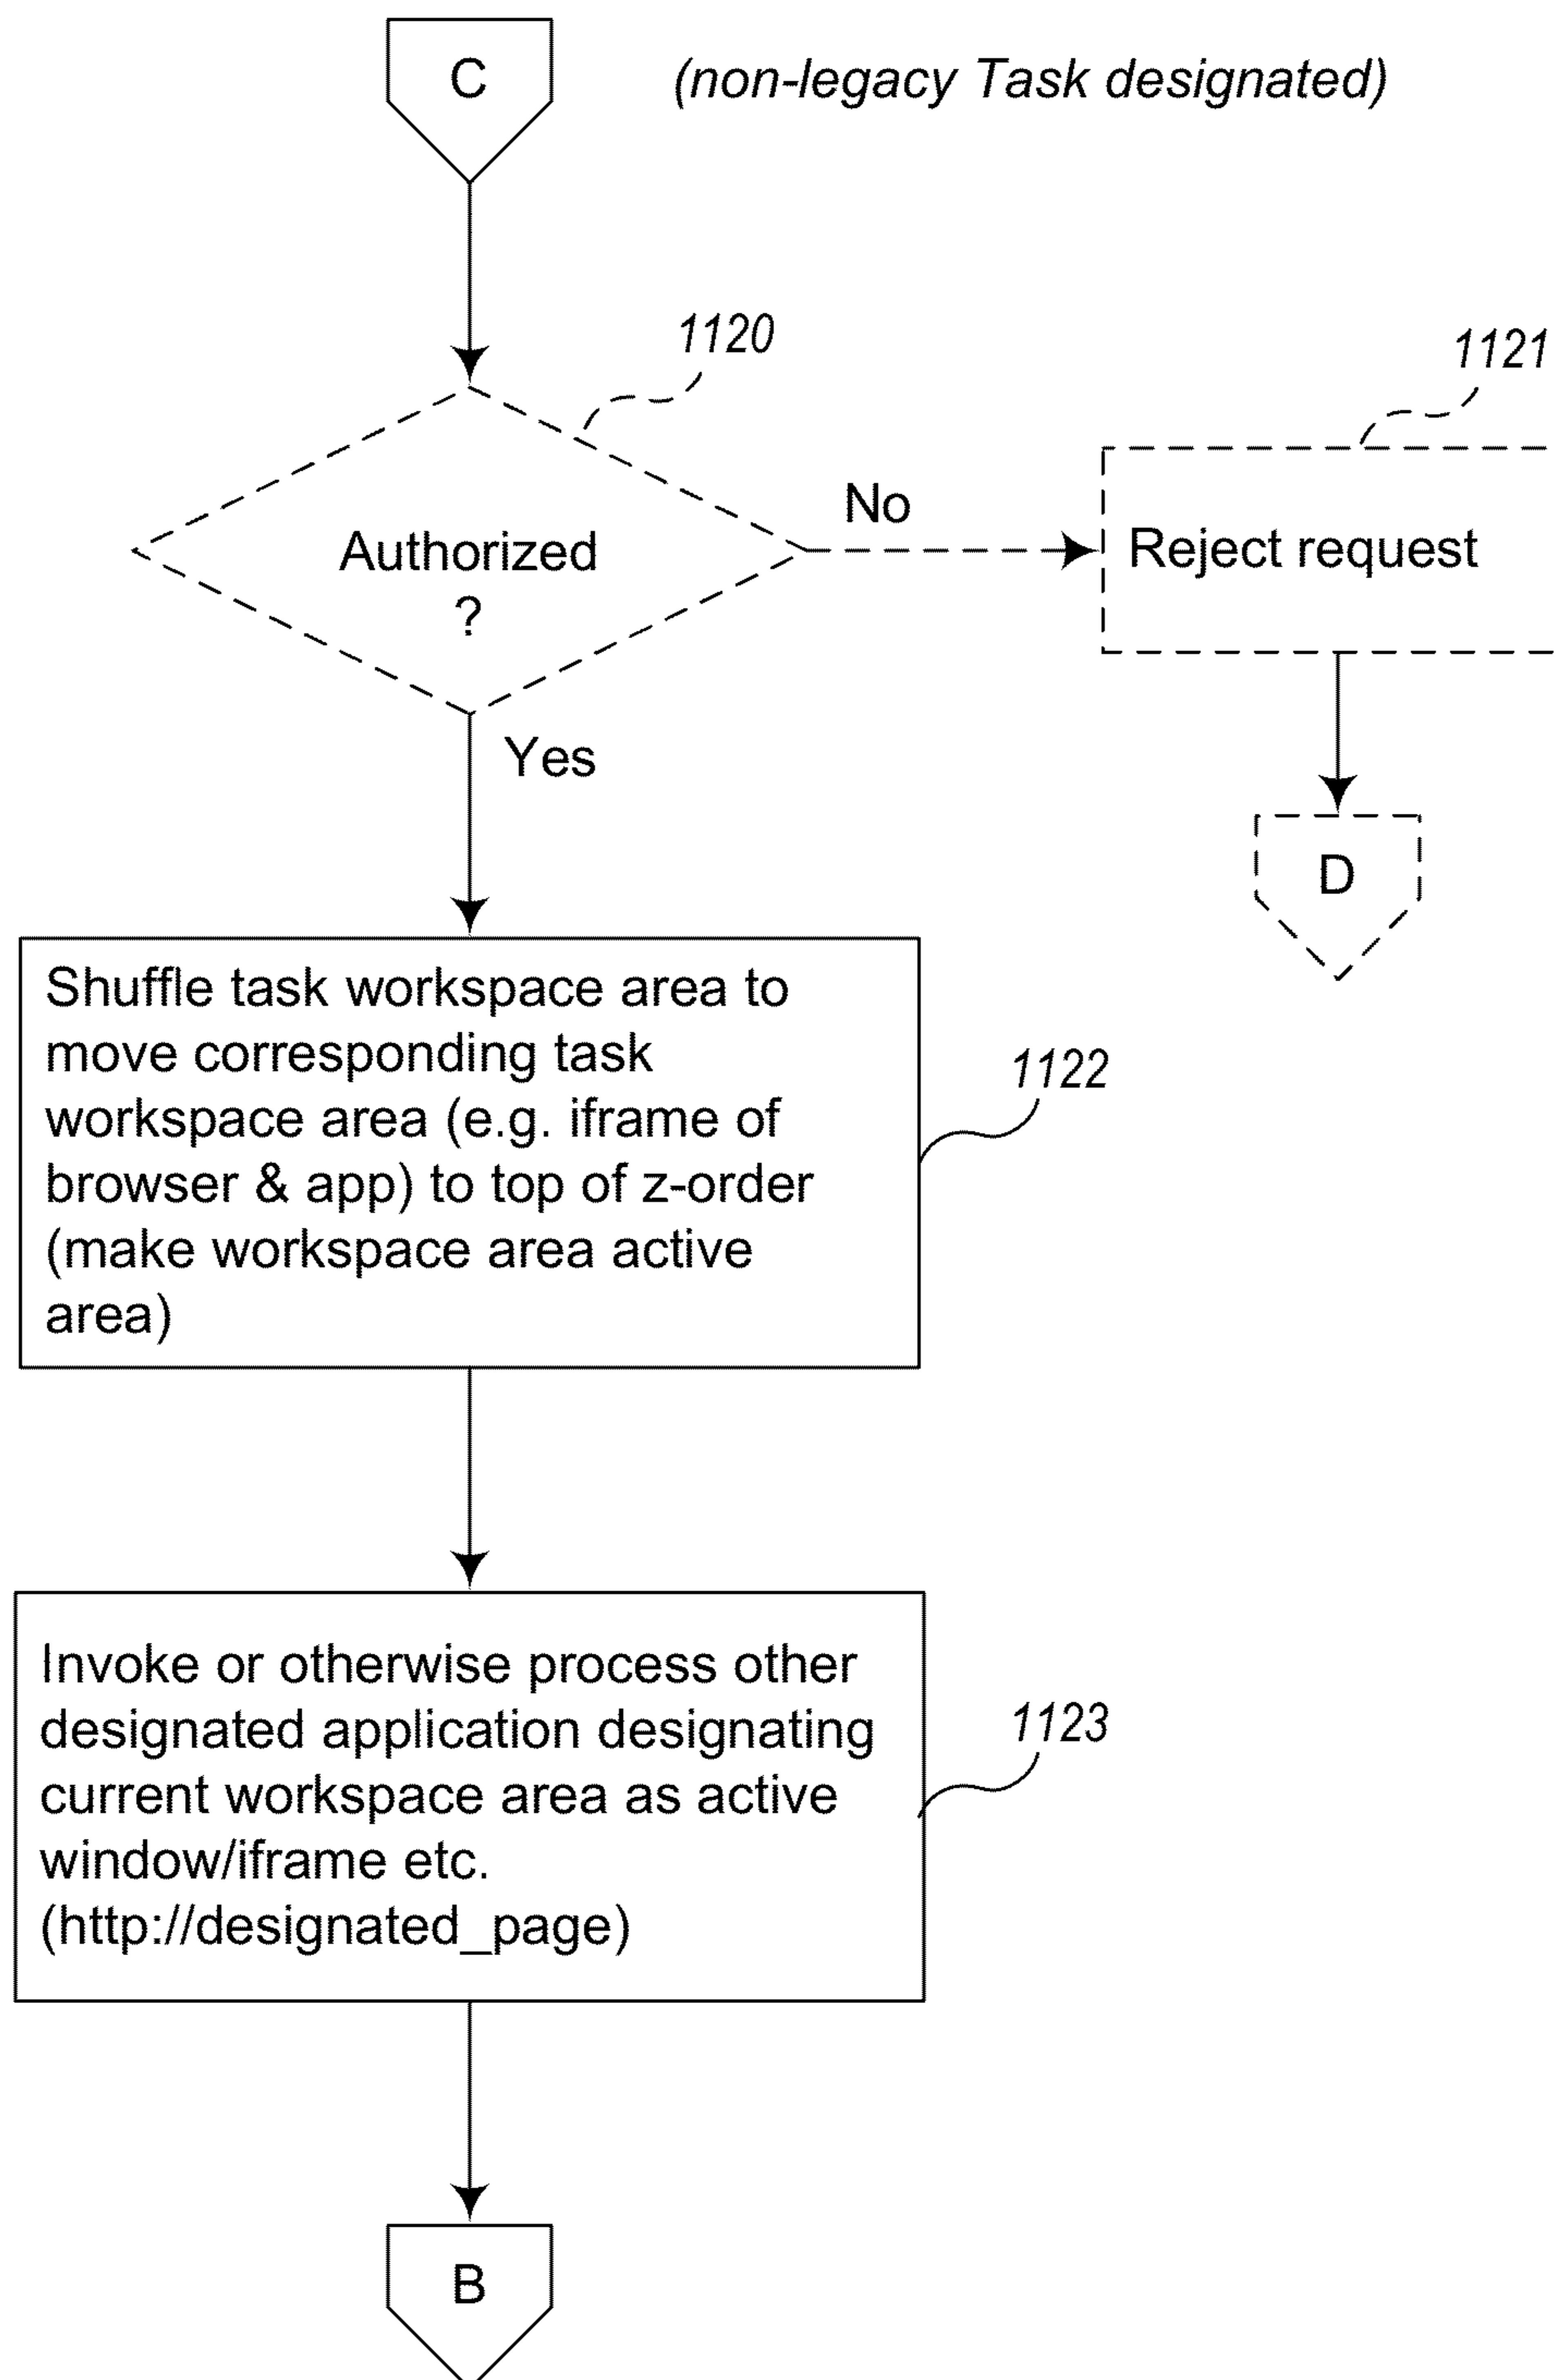 C
(non-legacy Task designated)
1120
1121
Authorized
?
No
Reject request
Yes
D
Shuffle task workspace area to
move corresponding task
workspace area (e.g. iframe of
browser & app) to top of z-order
(make workspace area active
area)
1122
Invoke or otherwise process other
designated application designating
current workspace area as active
window/iframe etc.
(http://designated_page)
1123
B